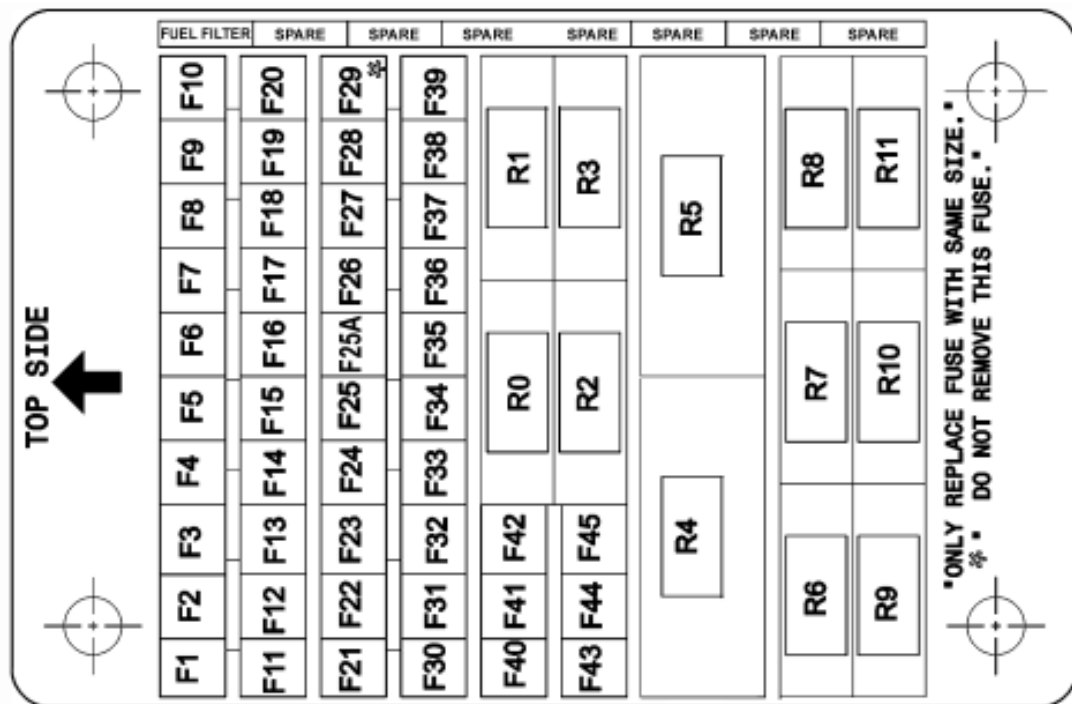 FUEL FILTER SPARE SPARE SPARE SPARE SPARE SPARE SPARE
TOP SIDE
F10 F20 F29 * F39
F9 F19 F28 F38
F8 F18 F27 F37
F7 F17 F26 F36
F6 F16 F25A F35
F5 F15 F25 F34
F4 F14 F24 F33
F3 F13 F23 F32 F42 F45
F2 F12 F22 F31 F41 F44
F1 F11 F21 F30 F40 F43
R1 R3 R5 R8 R11
R0 R2 R4 R7 R10
R6 R9
"ONLY REPLACE FUSE WITH SAME SIZE."
* " DO NOT REMOVE THIS FUSE."